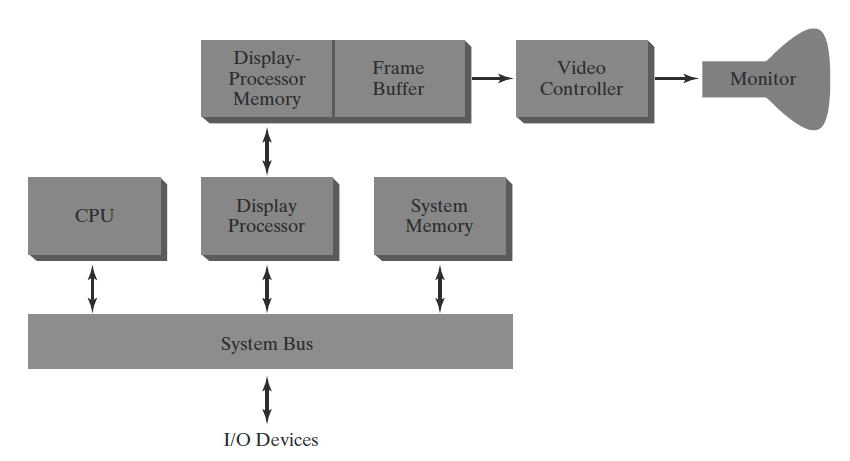 Display-
Processor
Memory
Frame
Buffer
Video
Controller
Monitor
CPU
Display
Processor
System
Memory
System Bus
I/O Devices